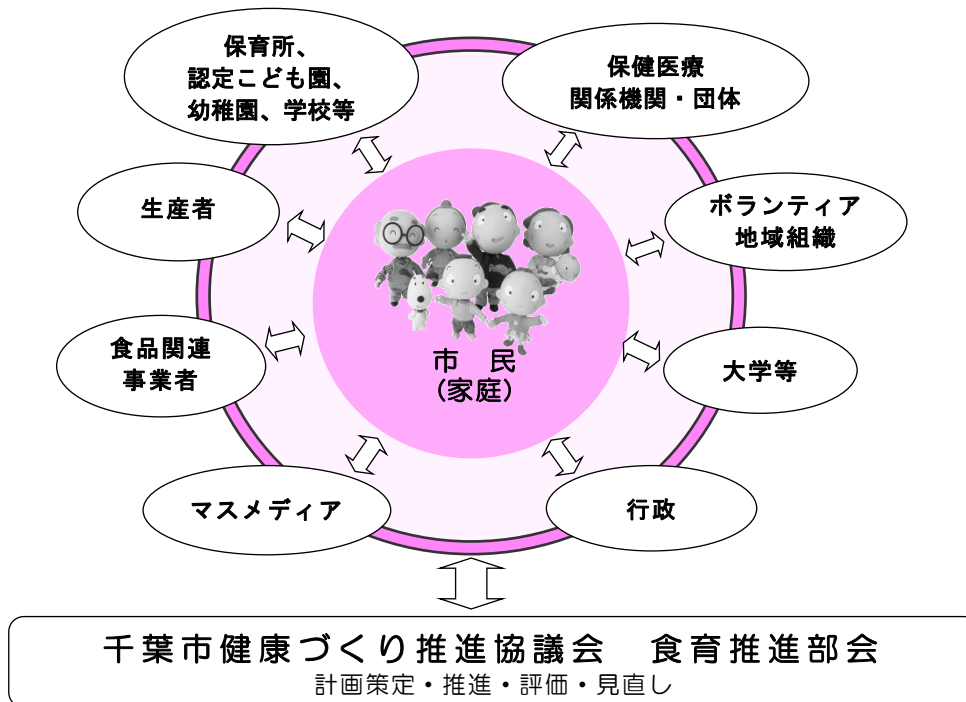 保育所、
認定こども園、
幼稚園、学校等
保健医療
関係機関・団体
生産者
ボランティア
地域組織
食品関連
事業者
市　民
(家庭)
大学等
マスメディア
行政
千葉市健康づくり推進協議会　食育推進部会
計画策定・推進・評価・見直し